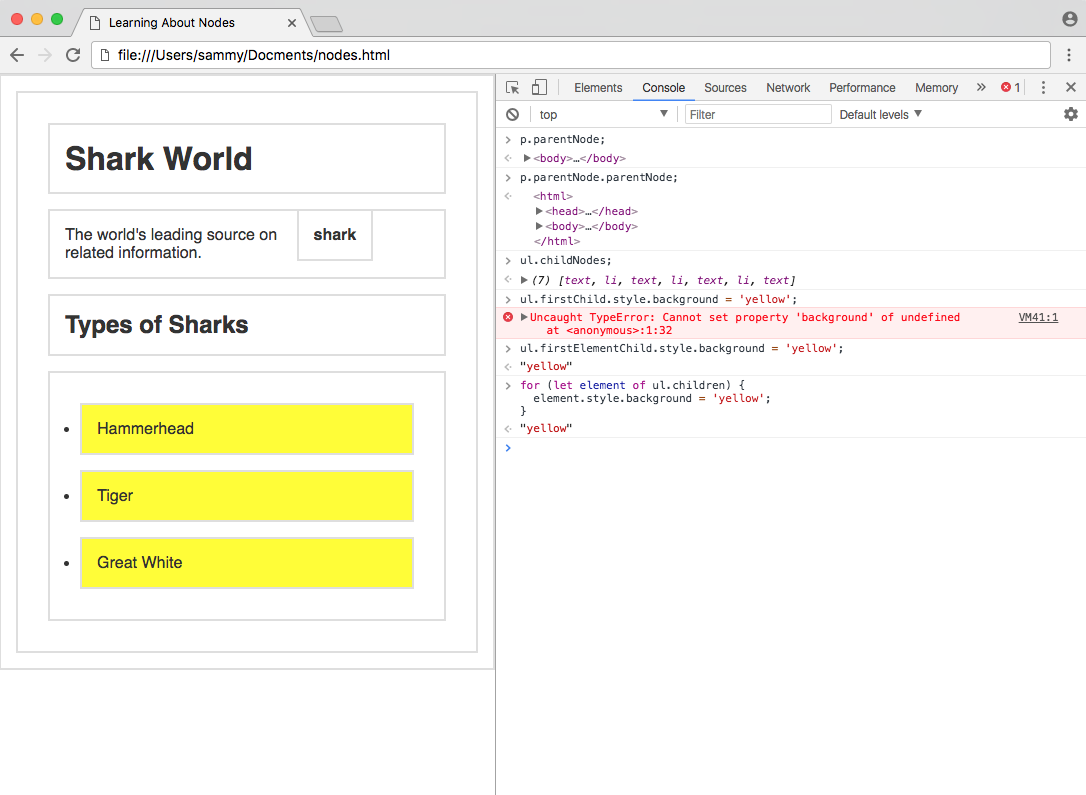 Learning About Nodes
file:///Users/sammy/Docments/nodes.html
Shark World
The world's leading source on shark
related information.
Types of Sharks
• Hammerhead
• Tiger
• Great White
Elements Console Sources Network Performance Memory » 1
top Filter Default levels
p.parentNode;
<body>…</body>
p.parentNode.parentNode;
<html>
<head>…</head>
<body>…</body>
</html>
ul.childNodes;
(7) [text, li, text, li, text, li, text]
ul.firstChild.style.background = 'yellow';
Uncaught TypeError: Cannot set property 'background' of undefined VM41:1
at <anonymous>:1:32
ul.firstElementChild.style.background = 'yellow';
"yellow"
for (let element of ul.children) {
element.style.background = 'yellow';
}
"yellow"